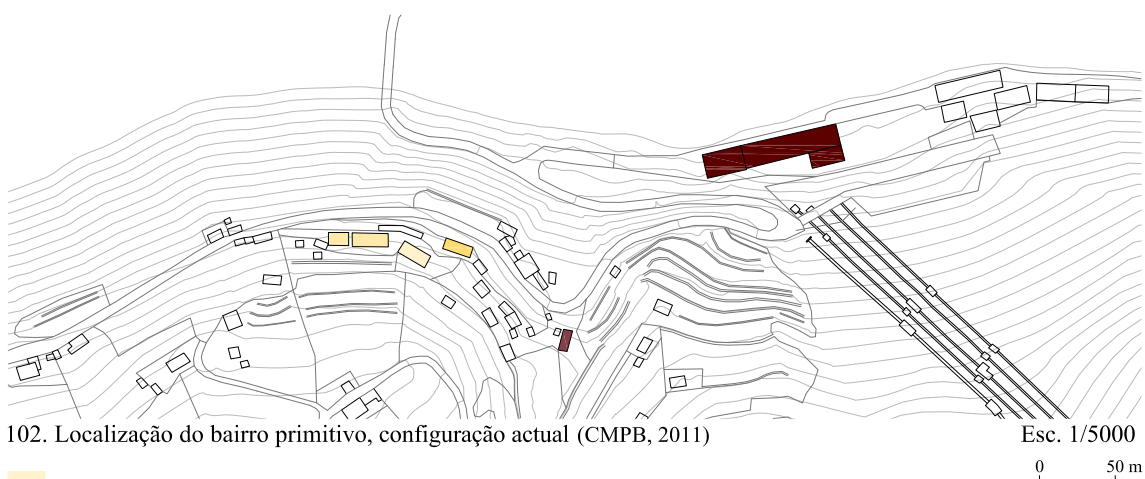 102. Localização do bairro primitivo, configuração actual (CMPB, 2011)
Esc. 1/5000
0 50 m